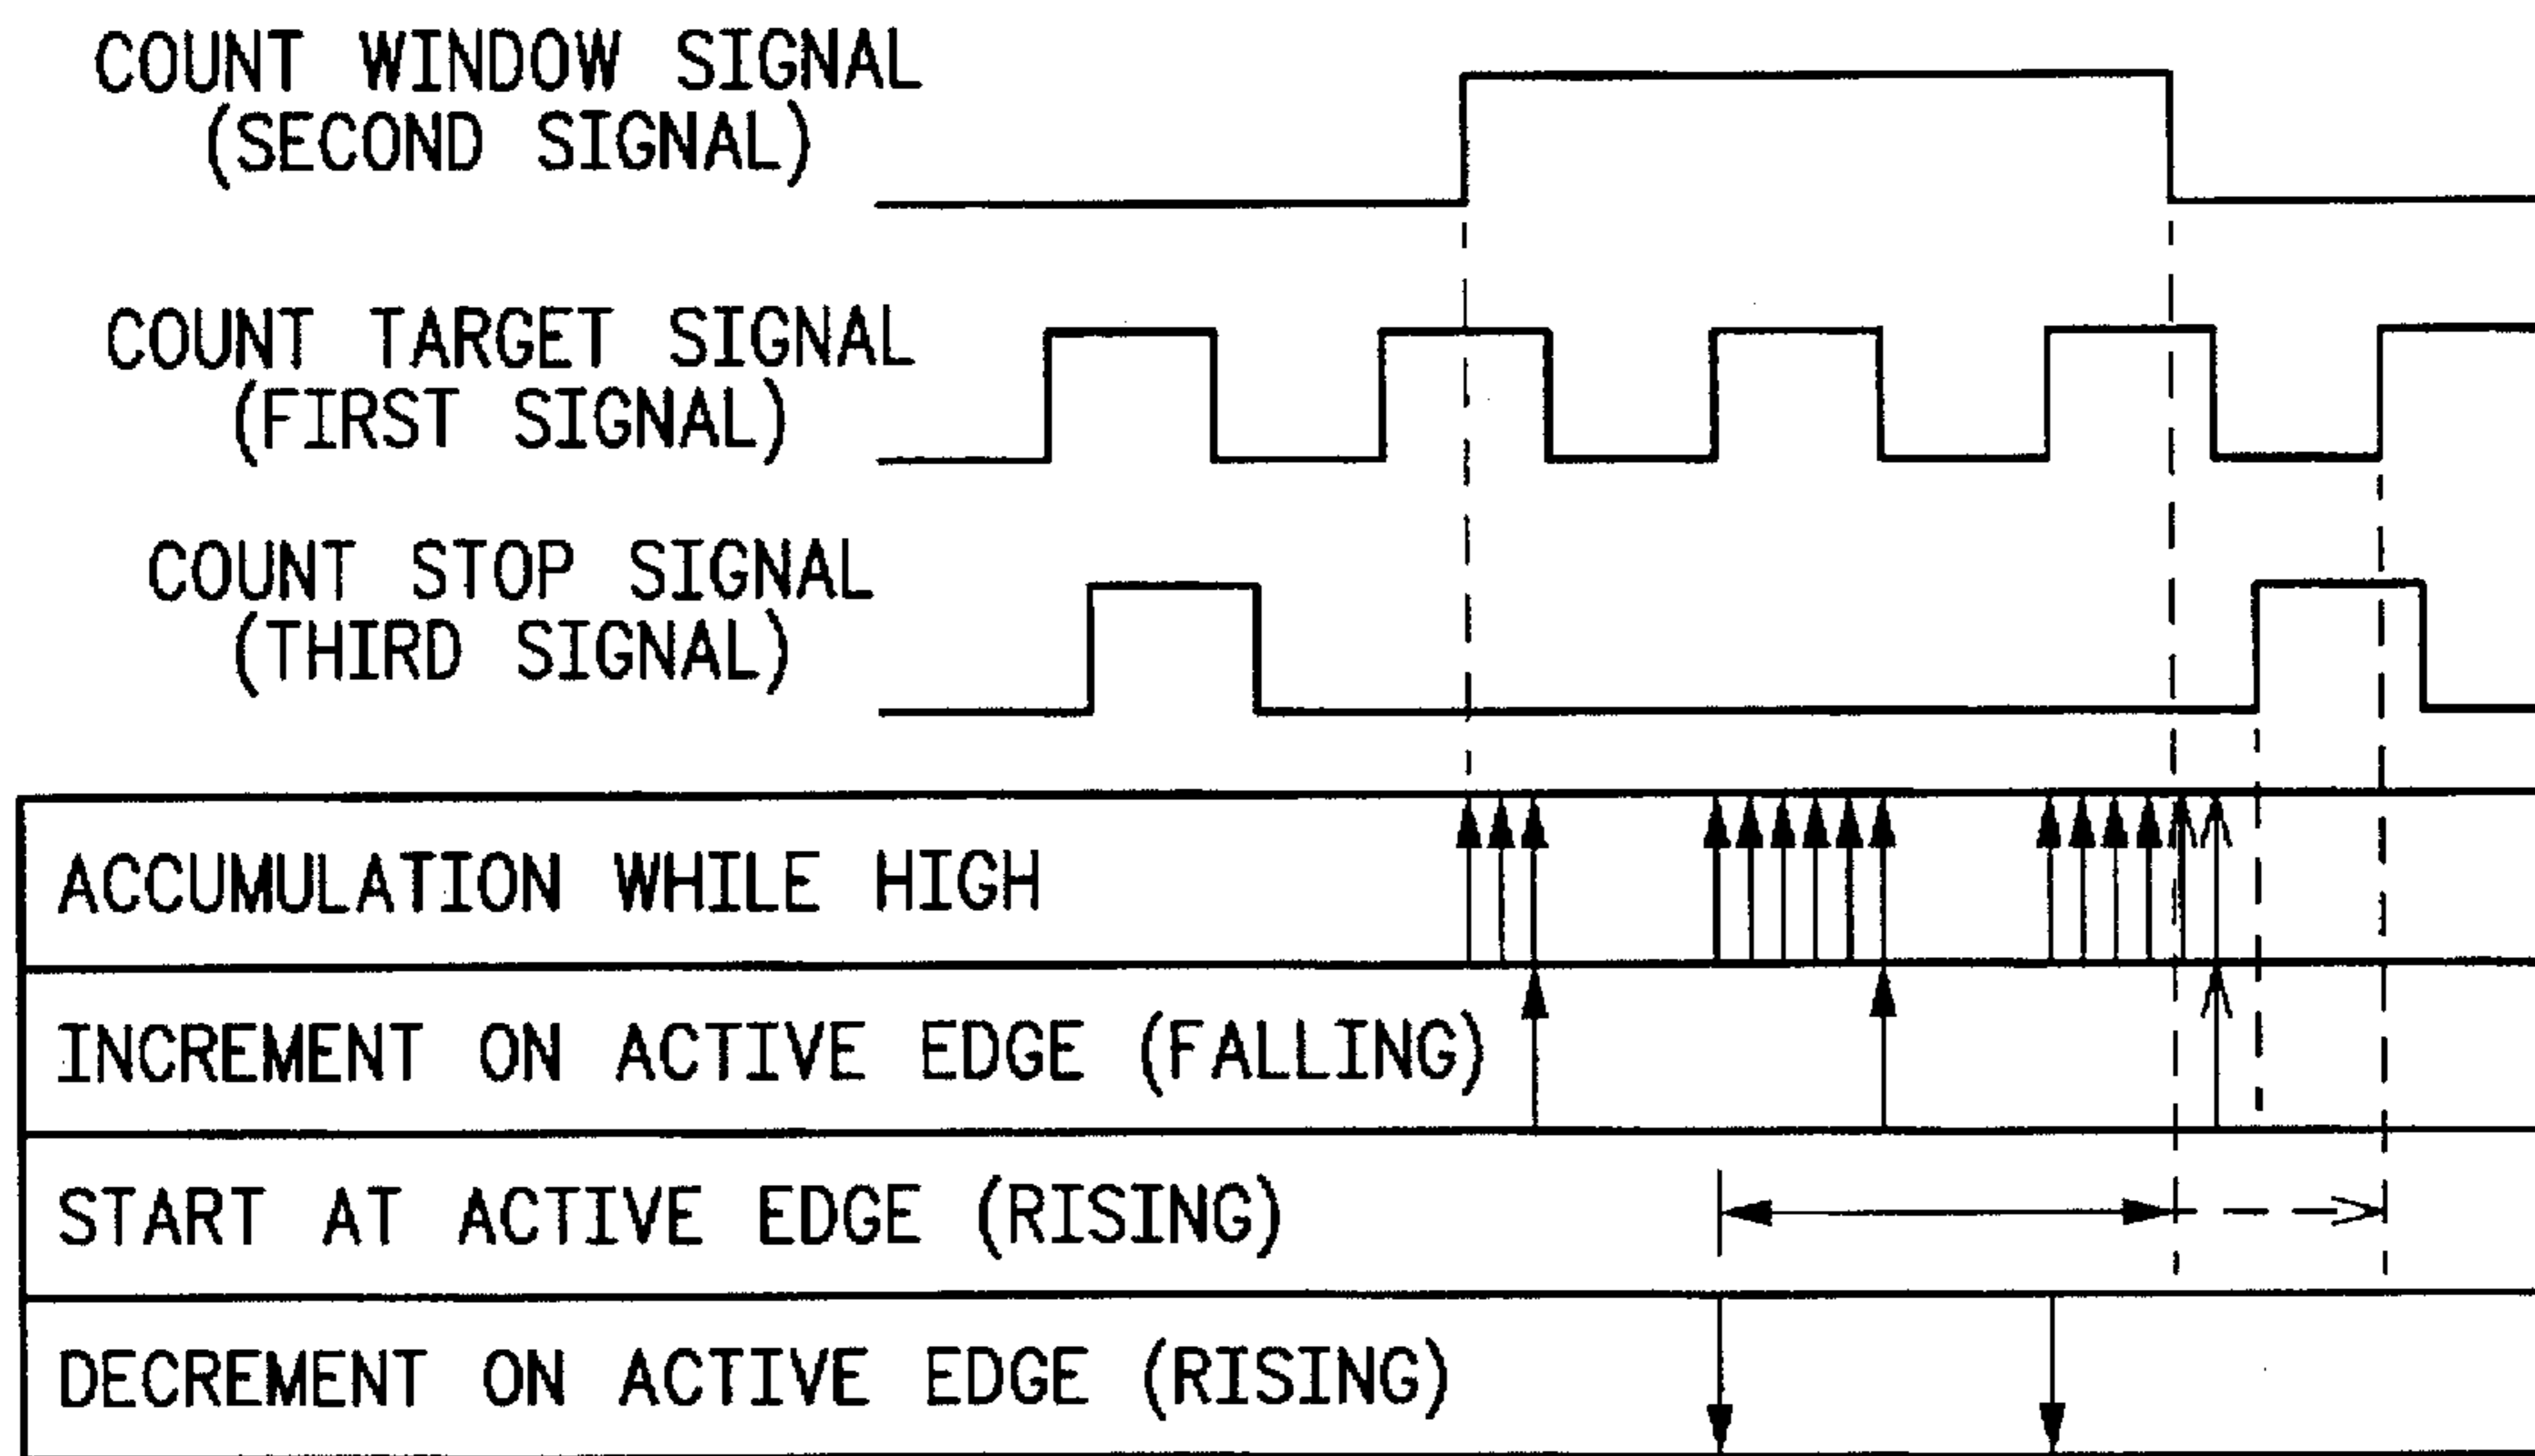 COUNT WINDOW SIGNAL
(SECOND SIGNAL)
COUNT TARGET SIGNAL
(FIRST SIGNAL)
COUNT STOP SIGNAL
(THIRD SIGNAL)
ACCUMULATION WHILE HIGH
INCREMENT ON ACTIVE EDGE (FALLING)
START AT ACTIVE EDGE (RISING)
DECREMENT ON ACTIVE EDGE (RISING)